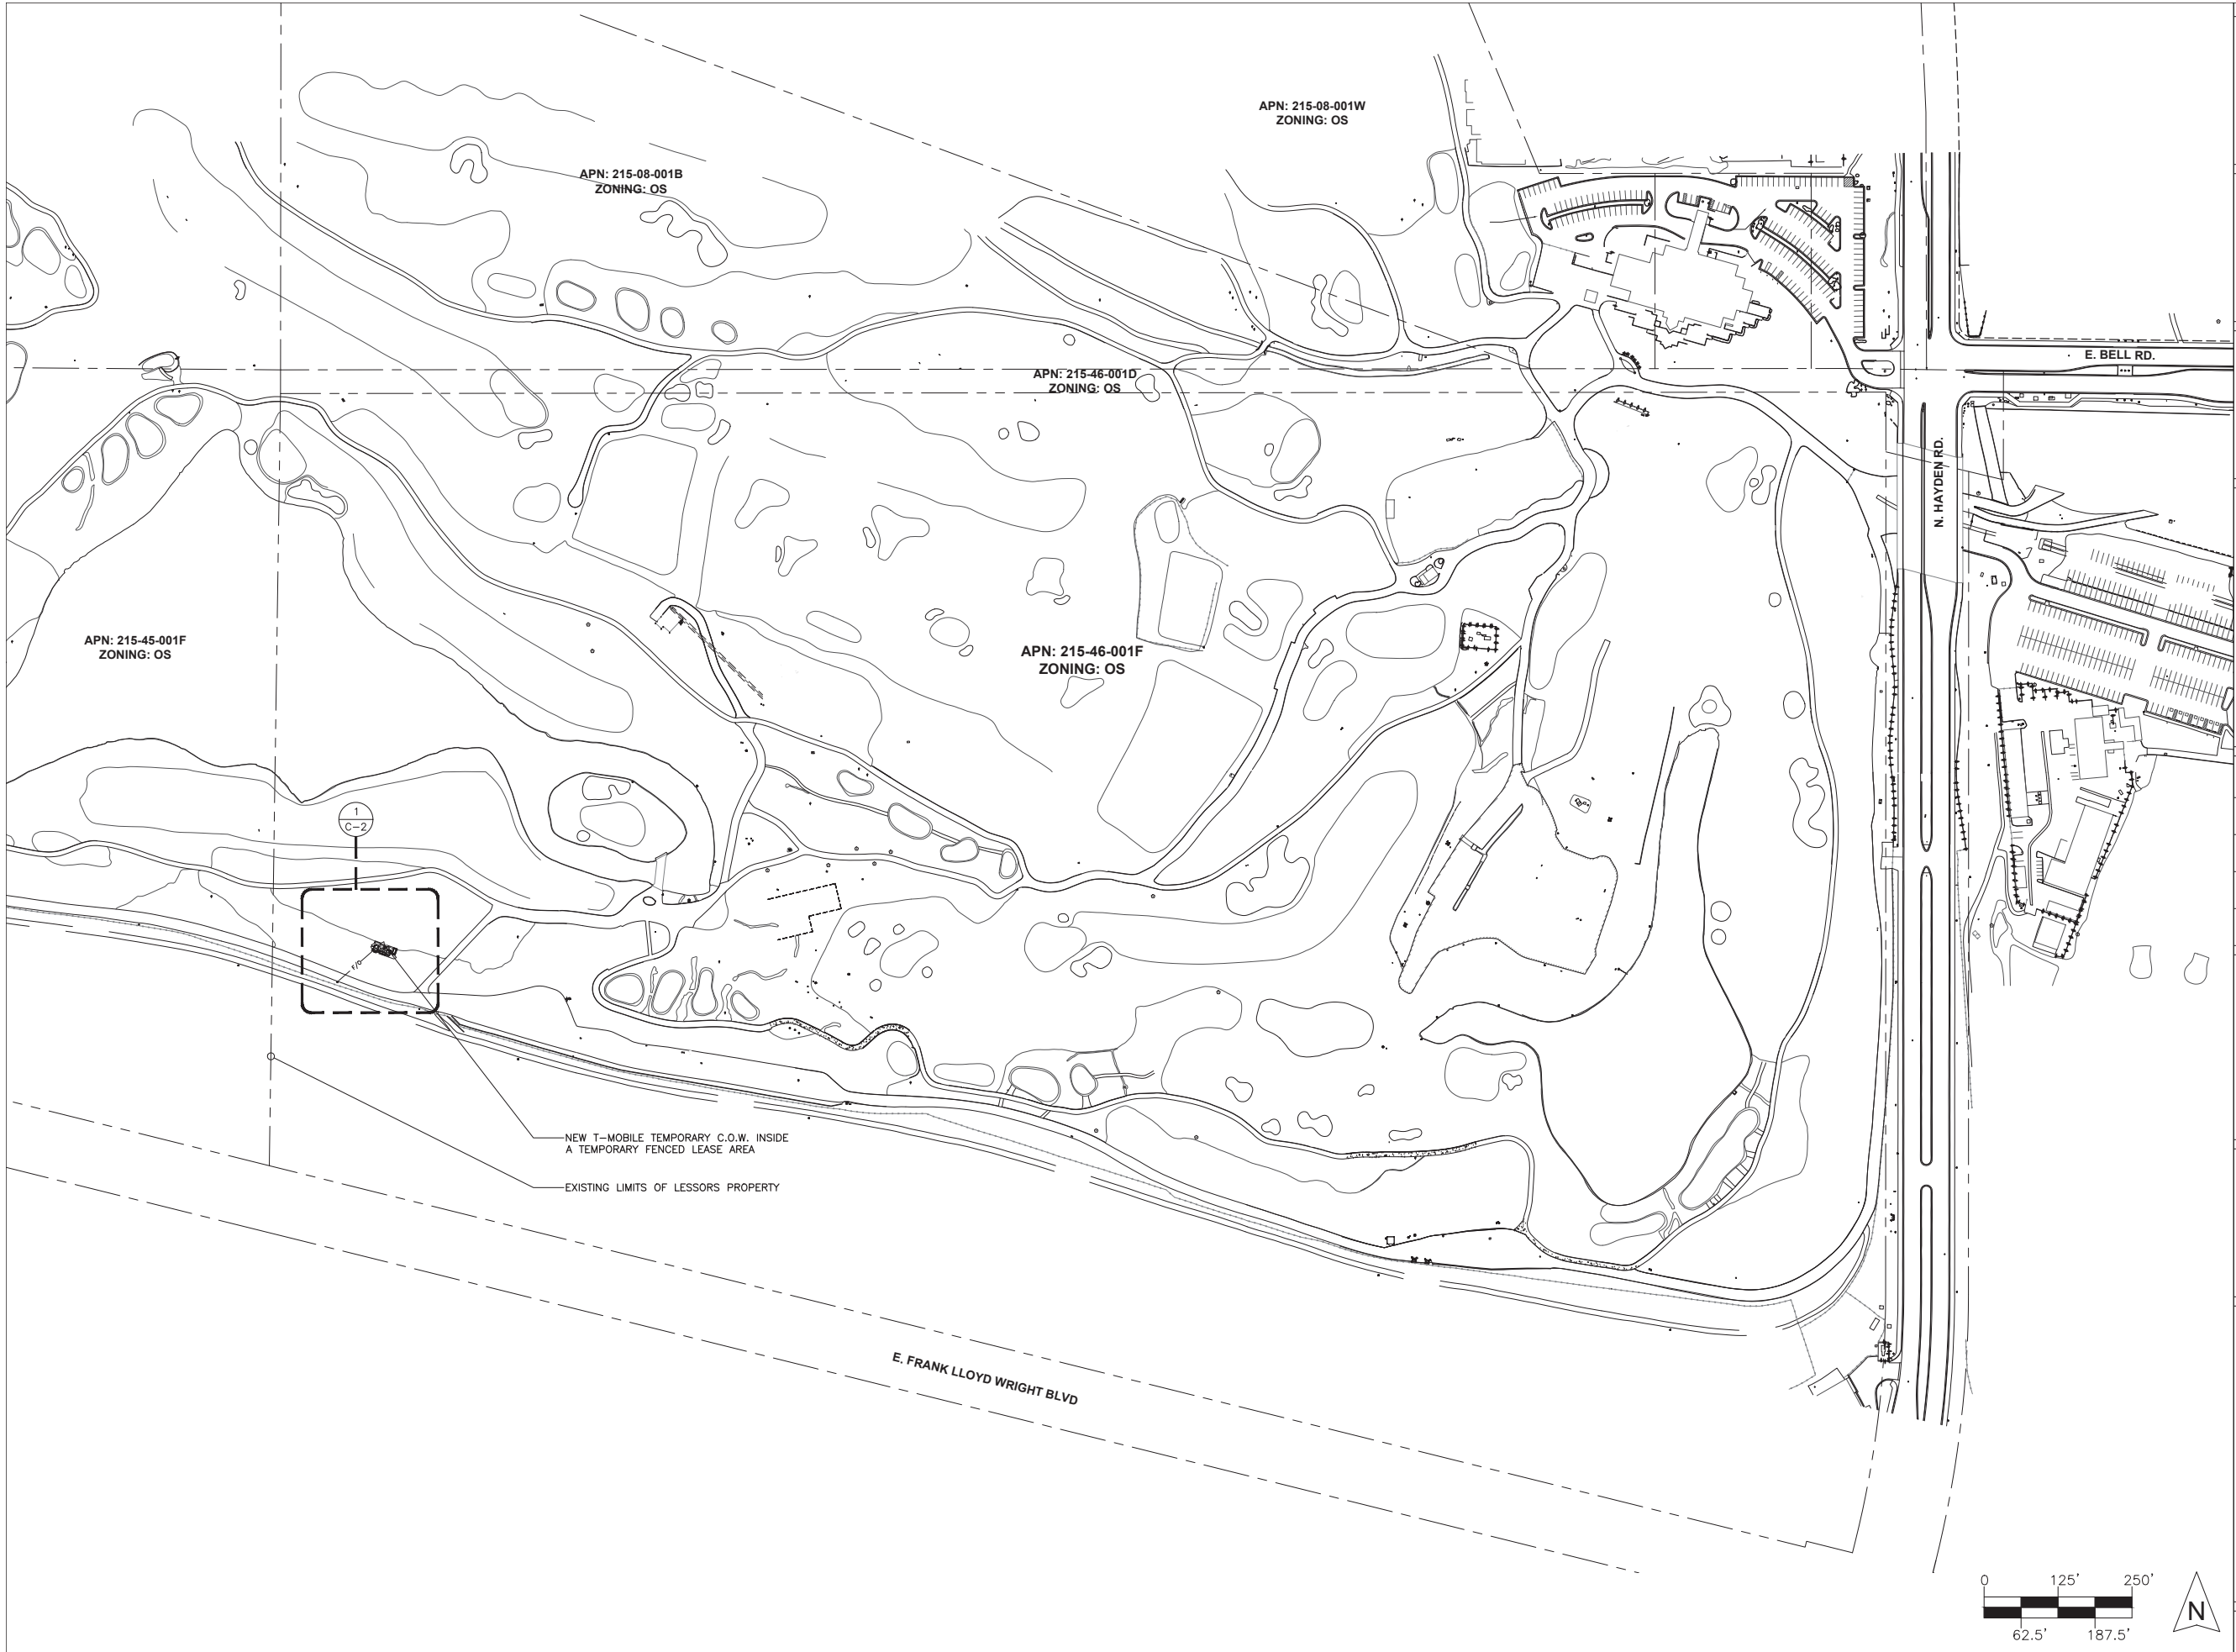 APN: 215-08-001W
ZONING: OS
APN: 215-08-001B
ZONING: OS
E. BELL RD.
APN: 215-46-001D
ZONING: OS
N. HAYDEN RD.
APN: 215-45-001F
ZONING: OS
APN: 215-46-001F
ZONING: OS
1
C-2
F/O
NEW T-MOBILE TEMPORARY C.O.W. INSIDE
A TEMPORARY FENCED LEASE AREA
EXISTING LIMITS OF LESSORS PROPERTY
E. FRANK LLOYD WRIGHT BLVD
0 125' 250'
62.5' 187.5'
N